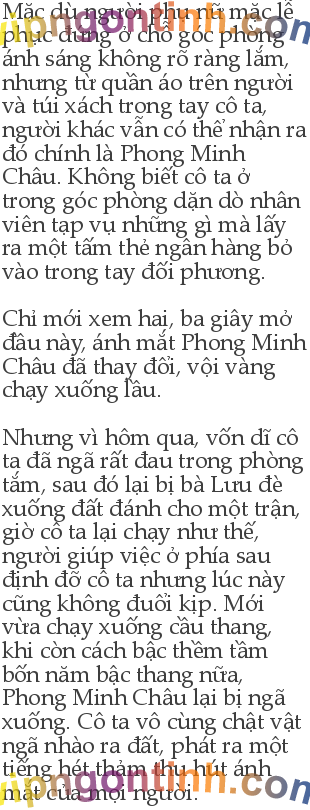 Mặc dù người phụ nữ mặc lễ
phục đứng ở chỗ góc phòng
ánh sáng không rõ ràng lắm,
nhưng từ quần áo trên người
và túi xách trong tay cô ta,
người khác vẫn có thể nhận ra
đó chính là Phong Minh
Châu. Không biết cô ta ở
trong góc phòng dặn dò nhân
viên tạp vụ những gì mà lấy
ra một tấm thẻ ngân hàng bỏ
vào trong tay đối phương.
Chỉ mới xem hai, ba giây mở
đầu này, ánh mắt Phong Minh
Châu đã thay đổi, vội vàng
chạy xuống lầu.
Nhưng vì hôm qua, vốn dĩ cô
ta đã ngã rất đau trong phòng
tắm, sau đó lại bị bà Lưu đè
xuống đất đánh cho một trận,
giờ cô ta lại chạy như thế,
người giúp việc ở phía sau
định đỡ cô ta nhưng lúc này
cũng không đuổi kịp. Mới
vừa chạy xuống cầu thang,
khi còn cách bậc thềm tầm
bốn năm bậc thang nữa,
Phong Minh Châu lại bị ngã
xuống. Cô ta vô cùng chật vật
ngã nhào ra đất, phát ra một
tiếng hét thảm thu hút ánh
mắt của mọi người.
vipngontinh.com
vipngontinh.com